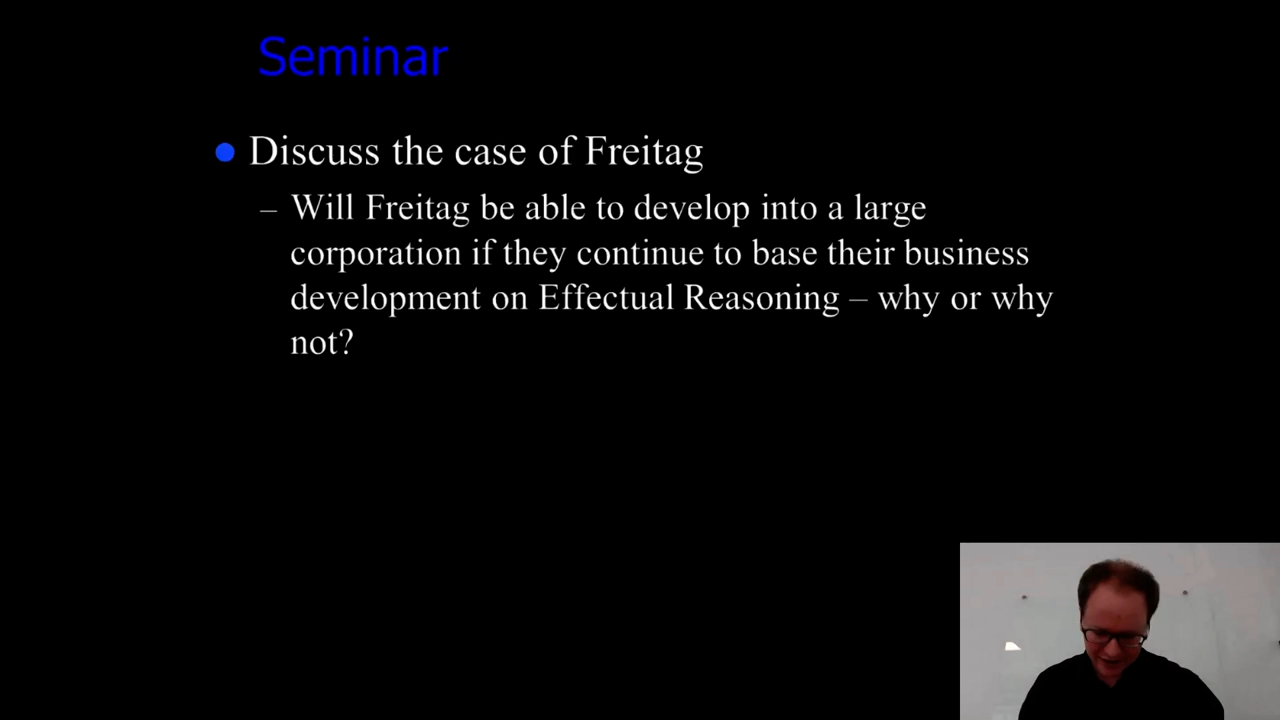 Seminar
Discuss the case of Freitag
– Will Freitag be able to develop into a large
corporation if they continue to base their business
development on Effectual Reasoning – why or why
not?